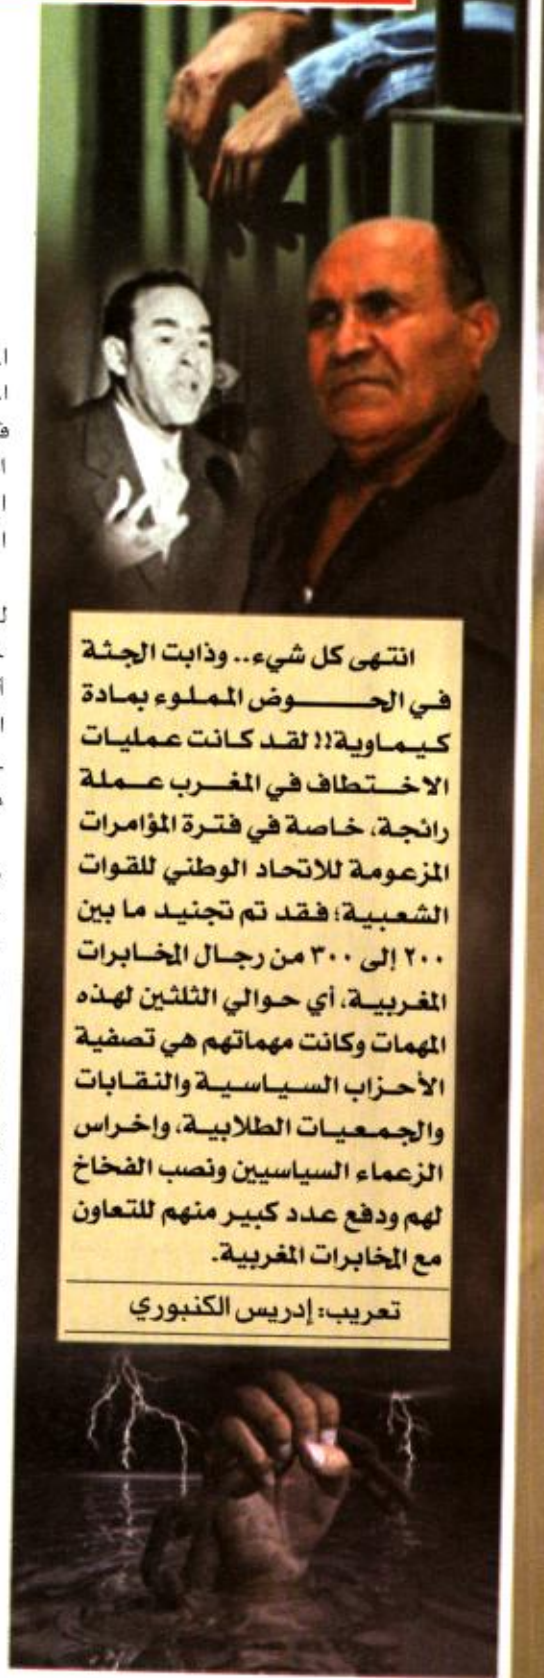 انتهى كل شيء.. وذابت الجثة
في الحــــوض المملوء بمادة
كيماوية!! لقد كانت عمليات
الاختطاف في المغرب عملة
رائجة، خاصة في فترة المؤامرات
المزعومة للاتحاد الوطني للقوات
الشعبية؛ فقد تم تجنيد ما بين
٢٠٠ إلى ٣٠٠ من رجال المخابرات
المغربية، أي حوالي الثلثين لهذه
المهمات وكانت مهماتهم هي تصفية
الأحزاب السياسية والنقابات
والجمعيات الطلابية، وإخراس
الزعماء السياسيين ونصب الفخاخ
لهم ودفع عدد كبير منهم للتعاون
مع المخابرات المغربية.
تعريب: إدريس الكنبوري